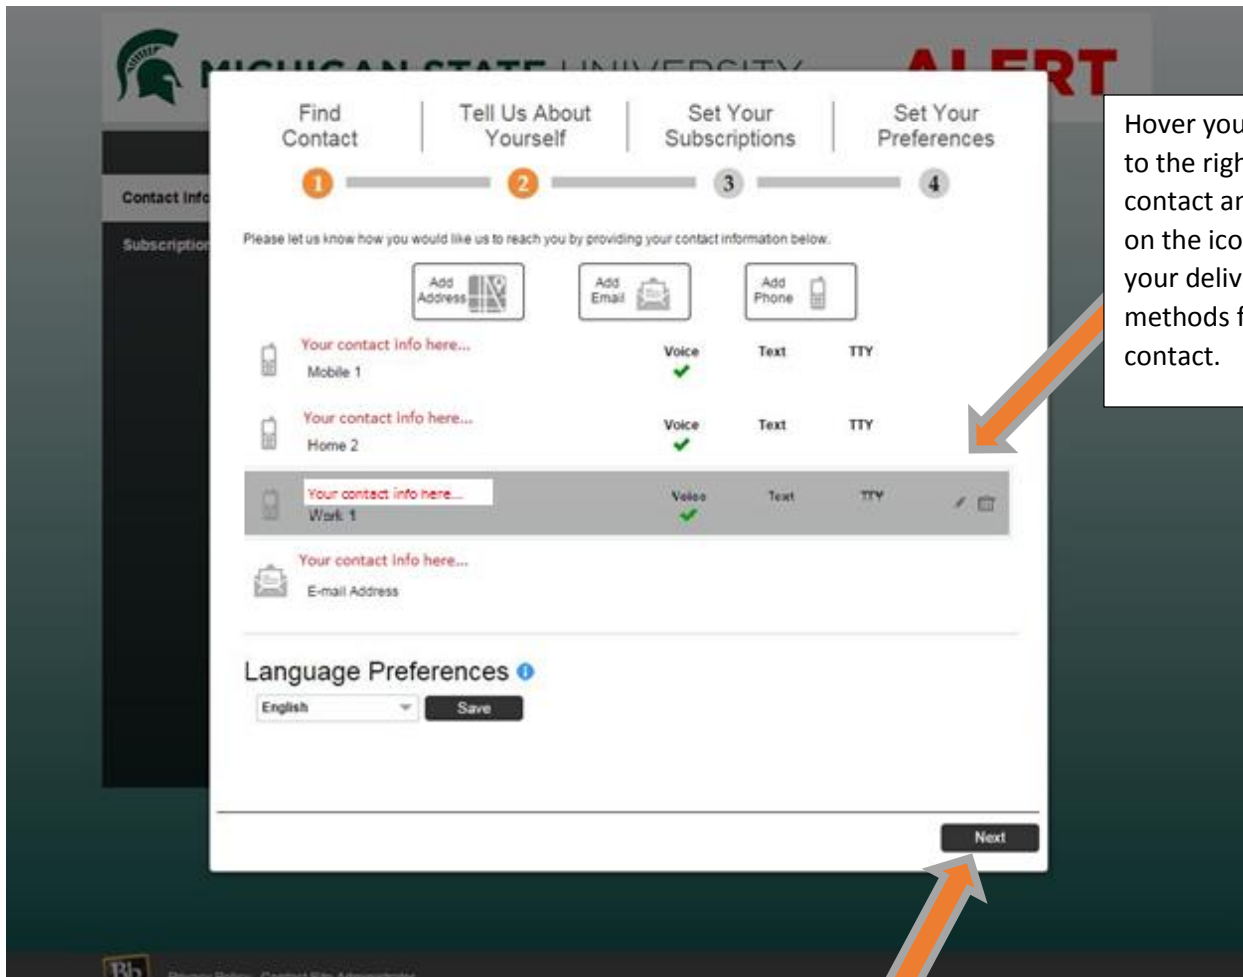 MICHIGAN STATE UNIVERSITY ALERT
Find Contact
Tell Us About Yourself
Set Your Subscriptions
Set Your Preferences
1 2 3 4
Contact Info
Subscription
Please let us know how you would like us to reach you by providing your contact information below.
Add Address
Add Email
Add Phone
Your contact info here... Voice Text TTY
Mobile 1
Your contact info here... Voice Text TTY
Home 2
Your contact info here... Voice Text TTY
Work 1
Your contact info here...
E-mail Address
Language Preferences
English Save
Next
Hover you
to the righ
contact an
on the ico
your deliv
methods f
contact.
Bb Privacy Policy Contact Site Administrator